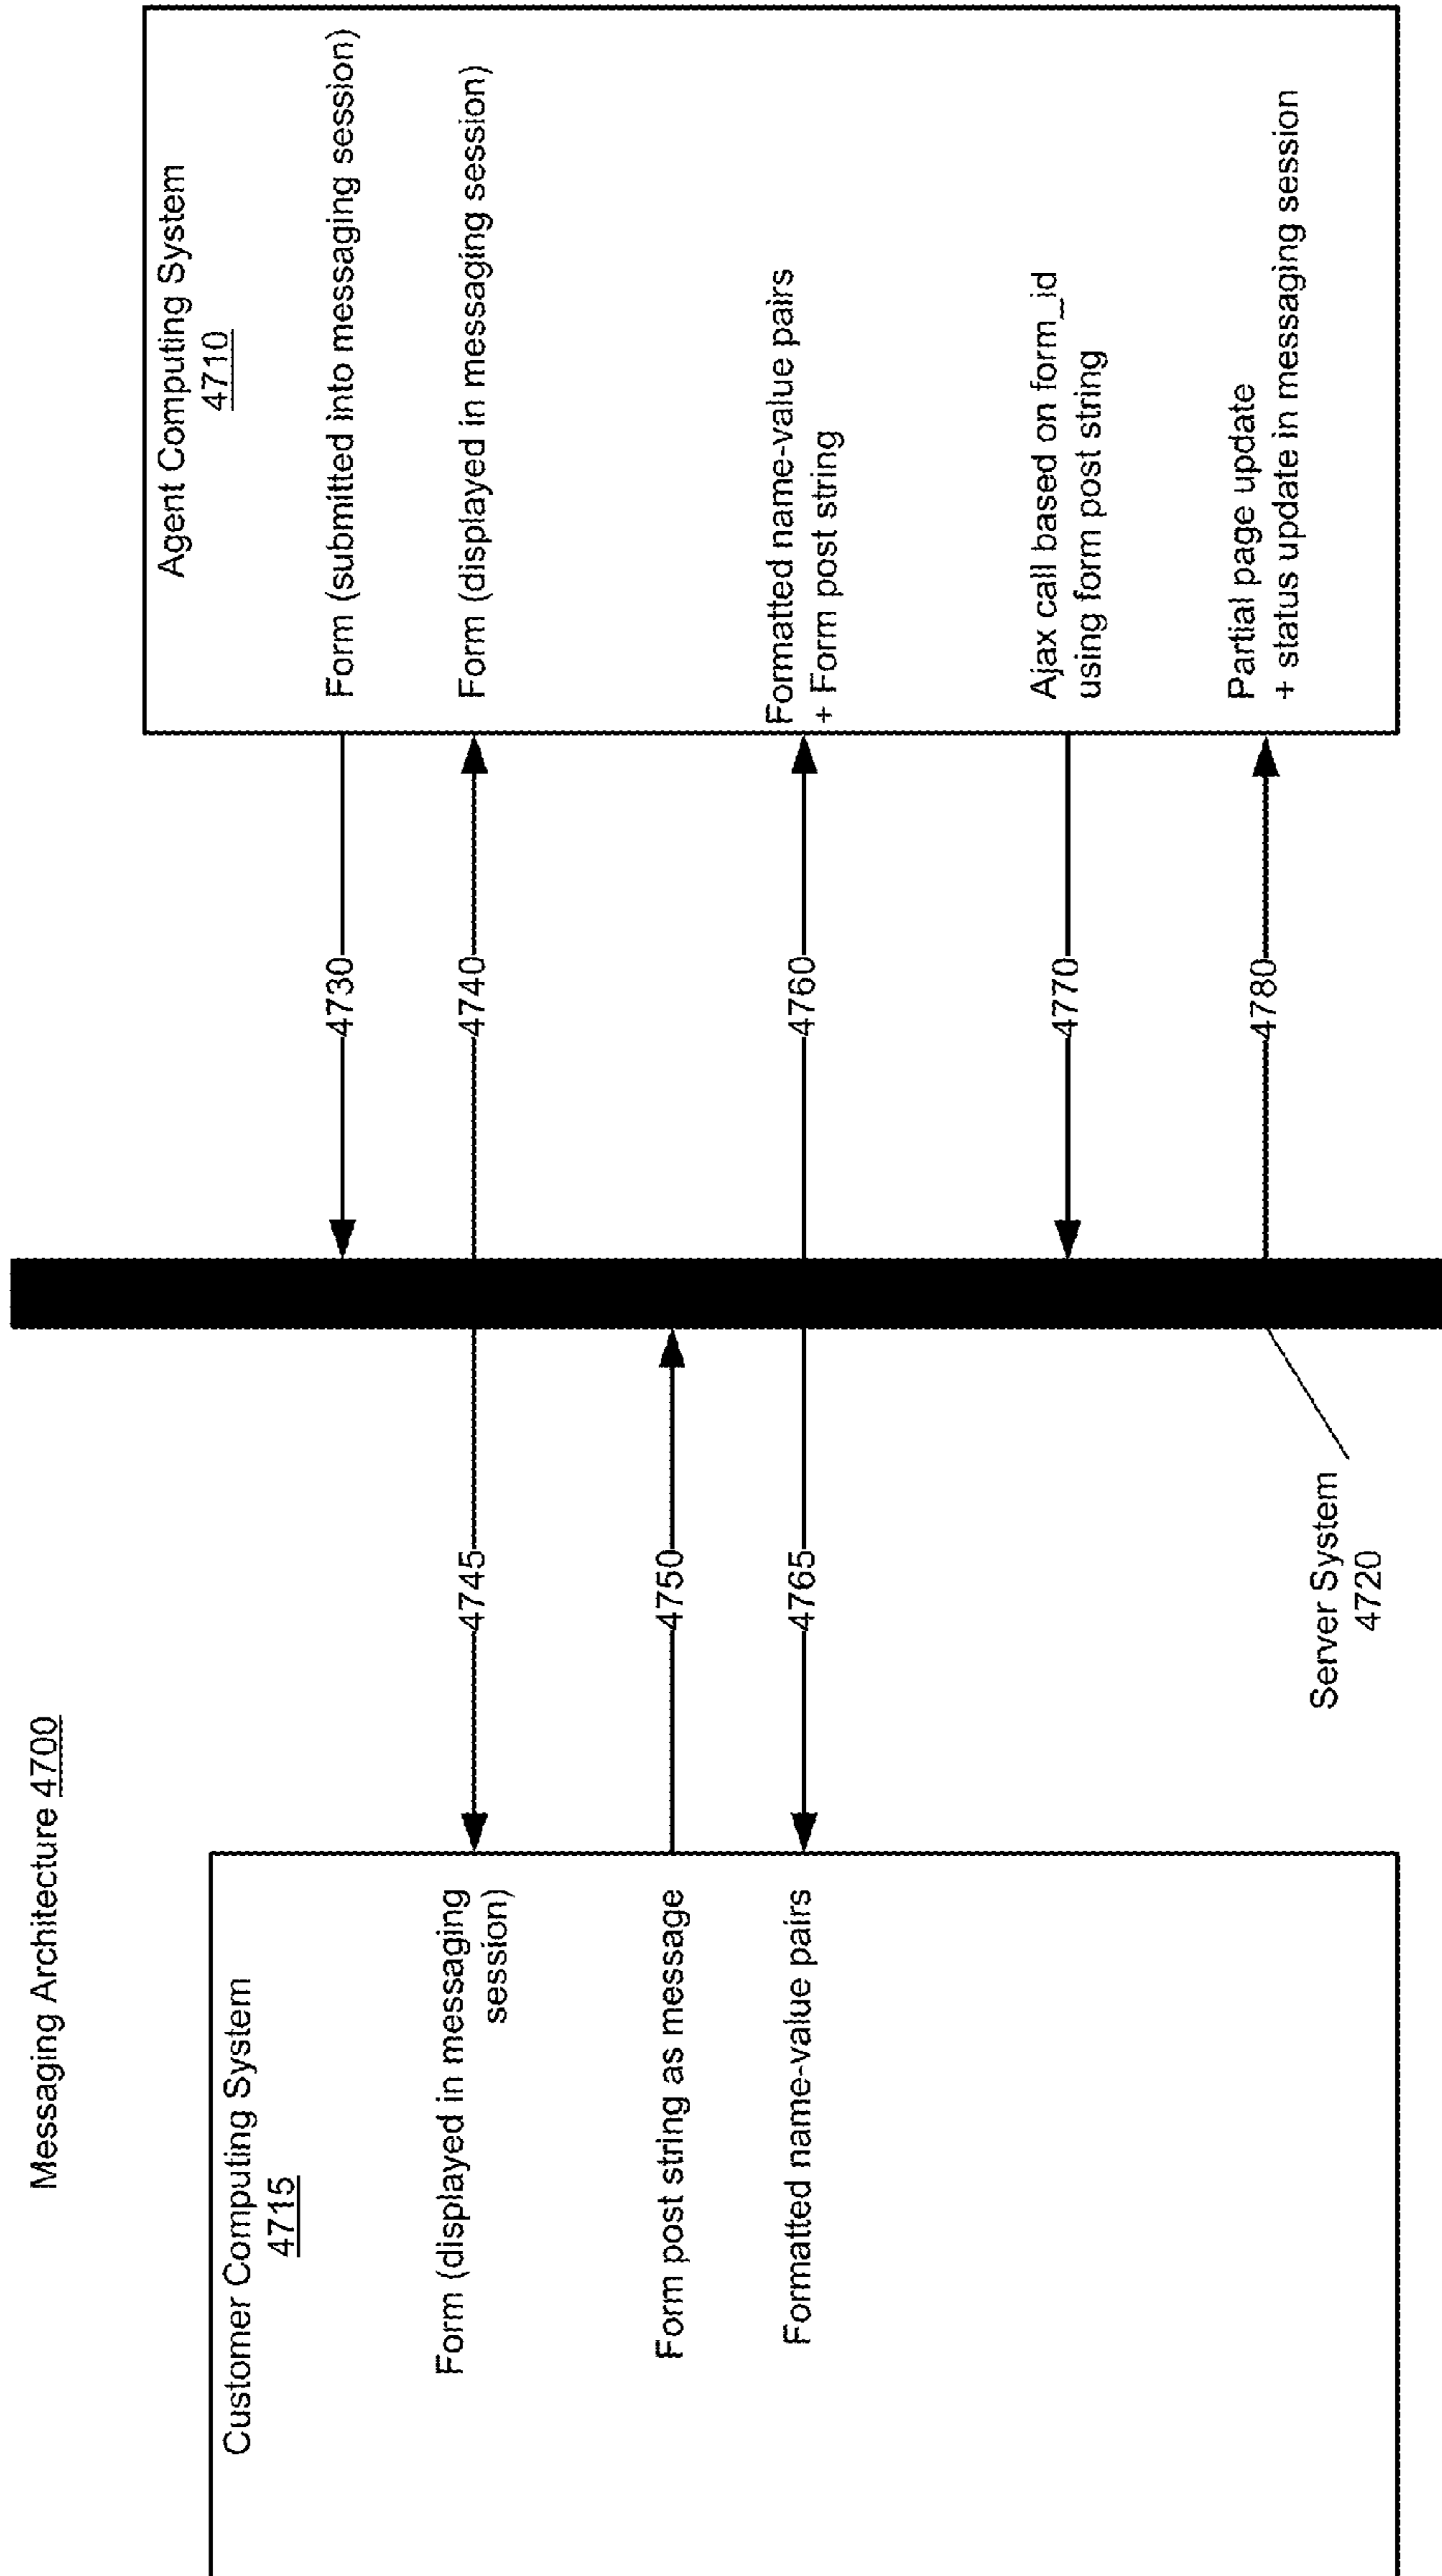 Messaging Architecture 4700
Customer Computing System
4715
Form (displayed in messaging
session)
Form post string as message
Formatted name-value pairs
4745
4750
4765
Server System
4720
4730
4740
4760
4770
4780
Agent Computing System
4710
Form (submitted into messaging session)
Form (displayed in messaging session)
Formatted name-value pairs
+ Form post string
Ajax call based on form_id
using form post string
Partial page update
+ status update in messaging session